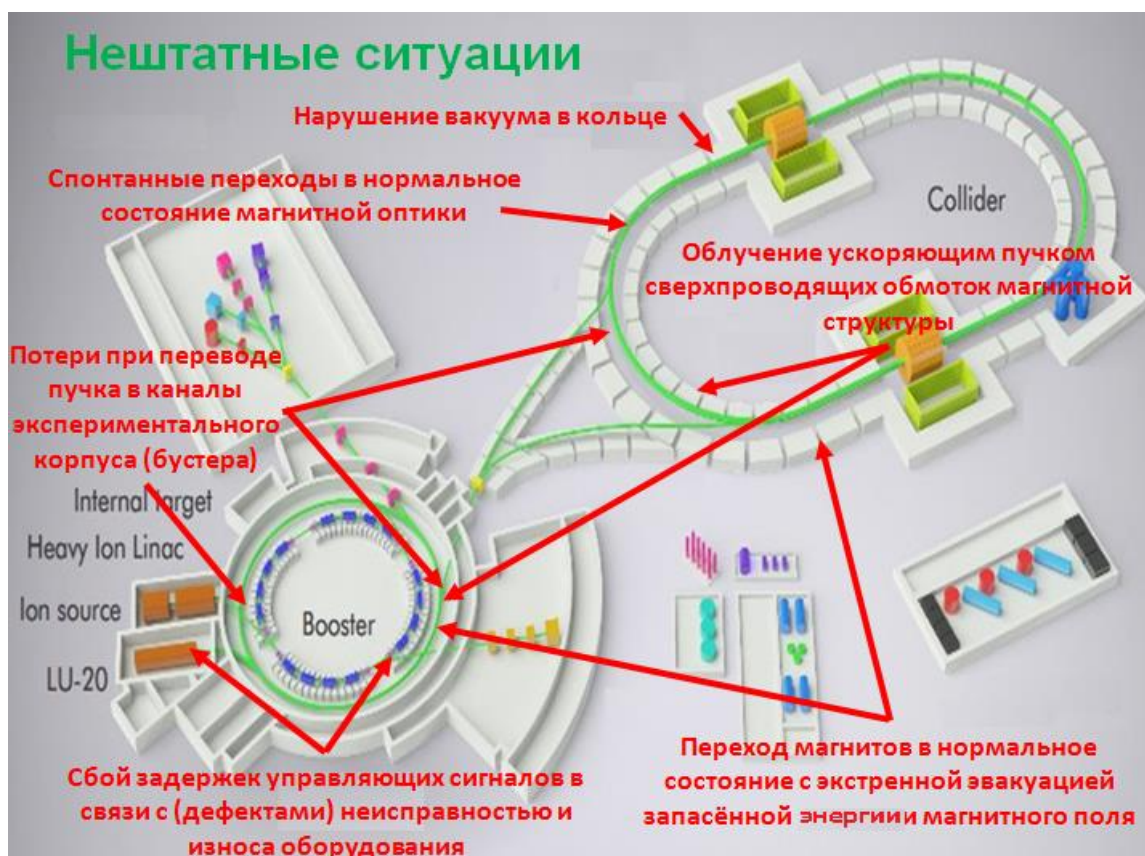 Нештатные ситуации
Нарушение вакуума в кольце
Спонтанные переходы в нормальное
состояние магнитной оптики
Collider
Облучение ускоряющим пучком
сверхпроводящих обмоток магнитной
структуры
Потери при переводе
пучка в каналы
экспериментального
корпуса (бустера)
Internal target
Heavy Ion Linac
Ion source
Booster
LU-20
Сбой задержек управляющих сигналов в
связи с (дефектами) неисправностью и
износа оборудования
Переход магнитов в нормальное
состояние с экстренной эвакуацией
запасённой энергии и магнитного поля